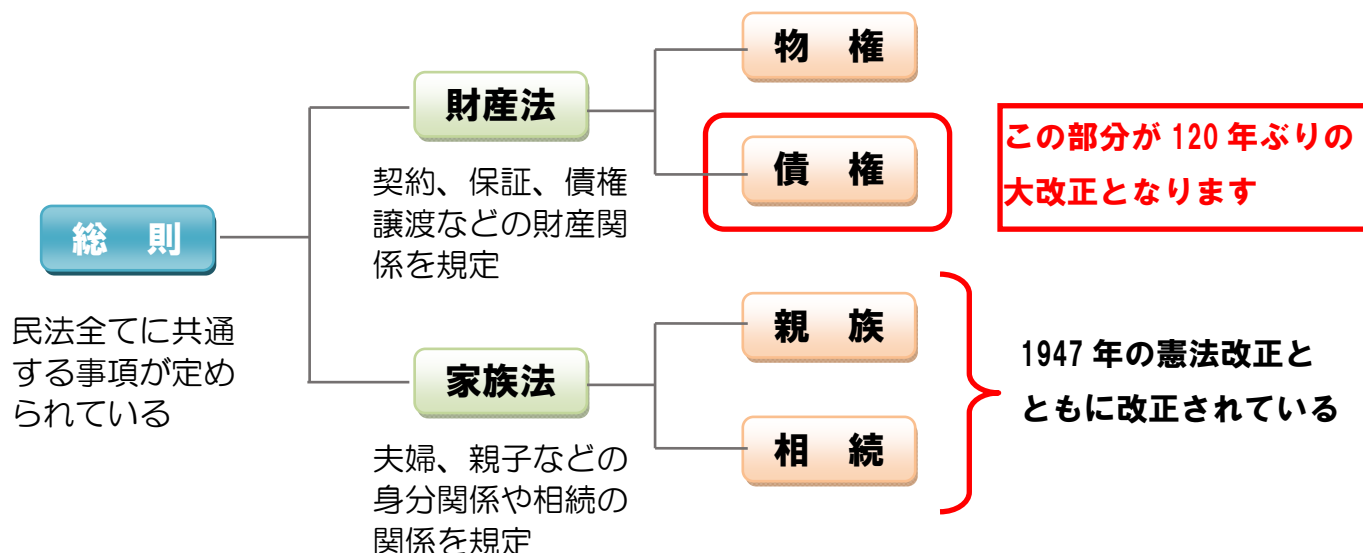 総　則
民法全てに共通
する事項が定め
られている
財産法
契約、保証、債権
譲渡などの財産関
係を規定
家族法
夫婦、親子などの
身分関係や相続の
関係を規定
物　権
債　権
この部分が 120 年ぶりの
大改正となります
親　族
相　続
1947 年の憲法改正と
ともに改正されている